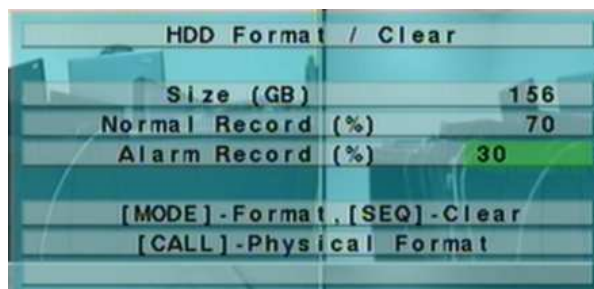 HDD Format / Clear
Size (GB) 156
Normal Record (%) 70
Alarm Record (%) 30
[MODE]-Format,[SEQ]-Clear
[CALL]-Physical Format